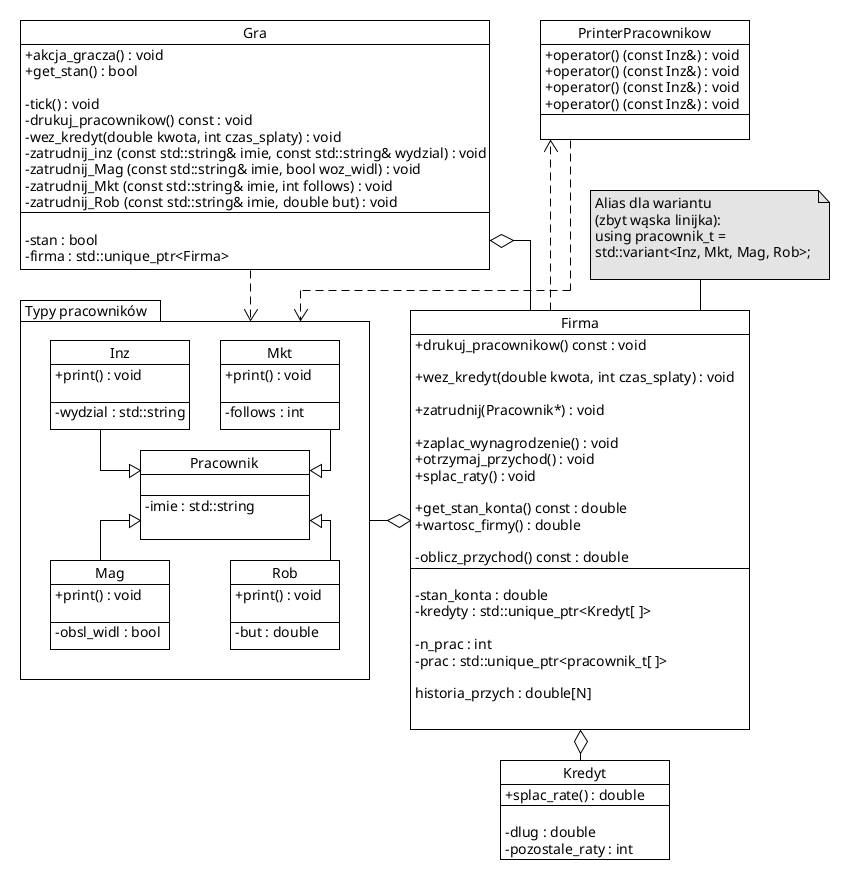 Gra
+akcja_gracza() : void
+get_stan() : bool
-tick() : void
-drukuj_pracownikow() const : void
-wez_kredyt(double kwota, int czas_splaty) : void
-zatrudnij_inz (const std::string& imie, const std::string& wydzial) : void
-zatrudnij_Mag (const std::string& imie, bool woz_widl) : void
-zatrudnij_Mkt (const std::string& imie, int follows) : void
-zatrudnij_Rob (const std::string& imie, double but) : void
-stan : bool
-firma : std::unique_ptr<Firma>
PrinterPracownikow
+operator() (const Inz&) : void
+operator() (const Inz&) : void
+operator() (const Inz&) : void
+operator() (const Inz&) : void
Alias dla wariantu
(zbyt wąska linijka):
using pracownik_t =
std::variant<Inz, Mkt, Mag, Rob>;
Typy pracowników
Inz
+print() : void
-wydzial : std::string
Mkt
+print() : void
-follows : int
Pracownik
-imie : std::string
Mag
+print() : void
-obsl_widl : bool
Rob
+print() : void
-but : double
Firma
+drukuj_pracownikow() const : void
+wez_kredyt(double kwota, int czas_splaty) : void
+zatrudnij(Pracownik*) : void
+zaplac_wynagrodzenie() : void
+otrzymaj_przychod() : void
+splac_raty() : void
+get_stan_konta() const : double
+wartosc_firmy() : double
-oblicz_przychod() const : double
-stan_konta : double
-kredyty : std::unique_ptr<Kredyt[ ]>
-n_prac : int
-prac : std::unique_ptr<pracownik_t[ ]>
historia_przych : double[N]
Kredyt
+splac_rate() : double
-dlug : double
-pozostale_raty : int